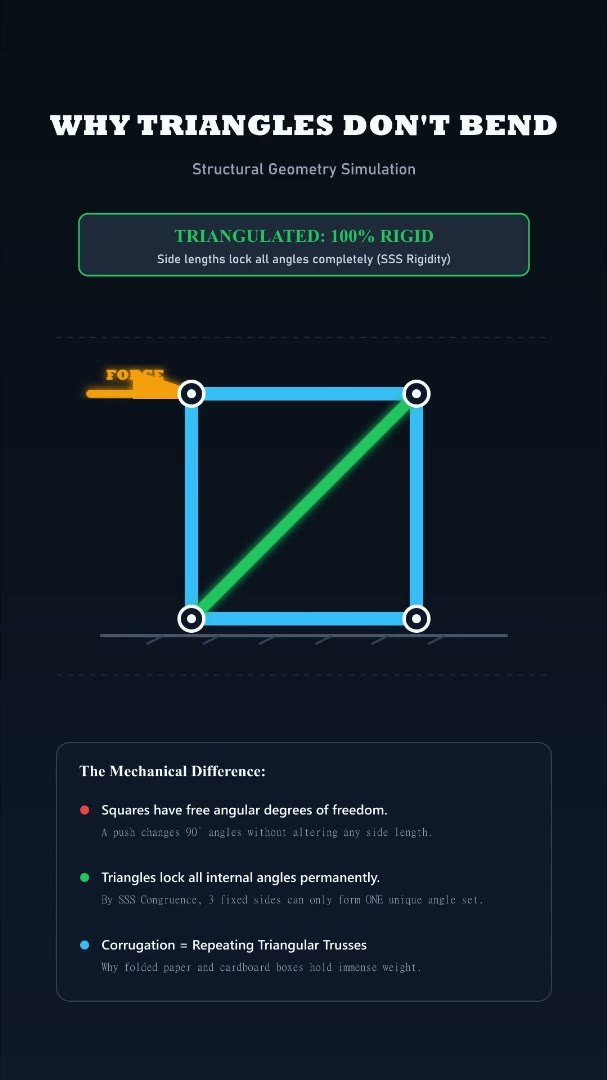 WHY TRIANGLES DON'T BEND
Structural Geometry Simulation
TRIANGULATED: 100% RIGID
Side lengths lock all angles completely (SSS Rigidity)
FORCE
The Mechanical Difference:
Squares have free angular degrees of freedom.
A push changes 90° angles without altering any side length.
Triangles lock all internal angles permanently.
By SSS Congruence, 3 fixed sides can only form ONE unique angle set.
Corrugation = Repeating Triangular Trusses
Why folded paper and cardboard boxes hold immense weight.